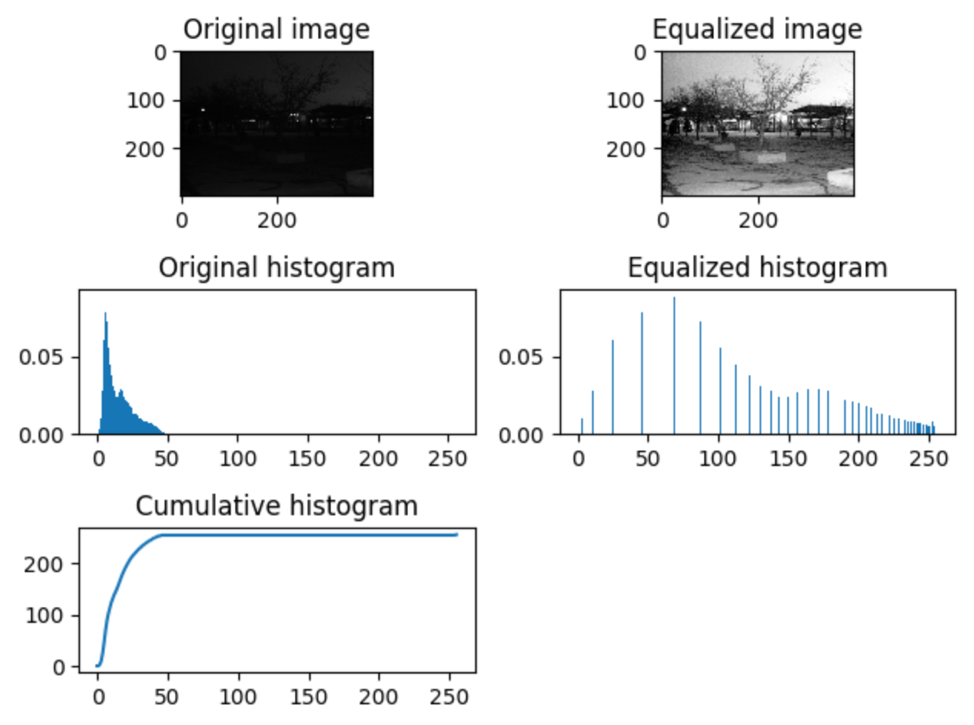 Original image Equalized image
0 0
100 100
200 200
0 200 0 200
Original histogram Equalized histogram
0.05 0.05
0.00 0.00
0 50 100 150 200 250 0 50 100 150 200 250
Cumulative histogram
200
100
0
0 50 100 150 200 250